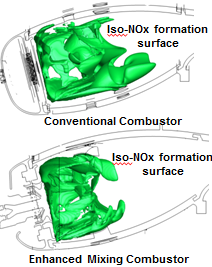 Iso-NOx formation
surface
Conventional Combustor
Iso-NOx formation
surface
Enhanced Mixing Combustor